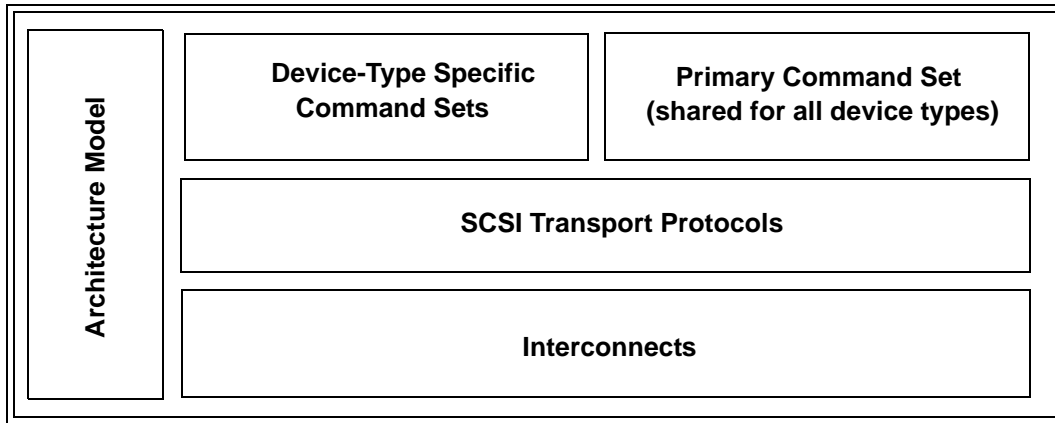 Architecture Model
Device-Type Specific
Command Sets
Primary Command Set
(shared for all device types)
SCSI Transport Protocols
Interconnects